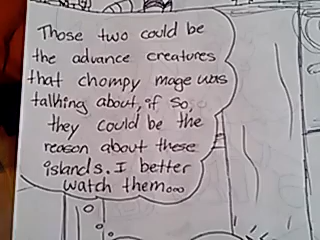 Those two could be
the advance creatures
that chompy mage was
talhing about, if so,
they could be the
reason about these
islands. I better
watch them...